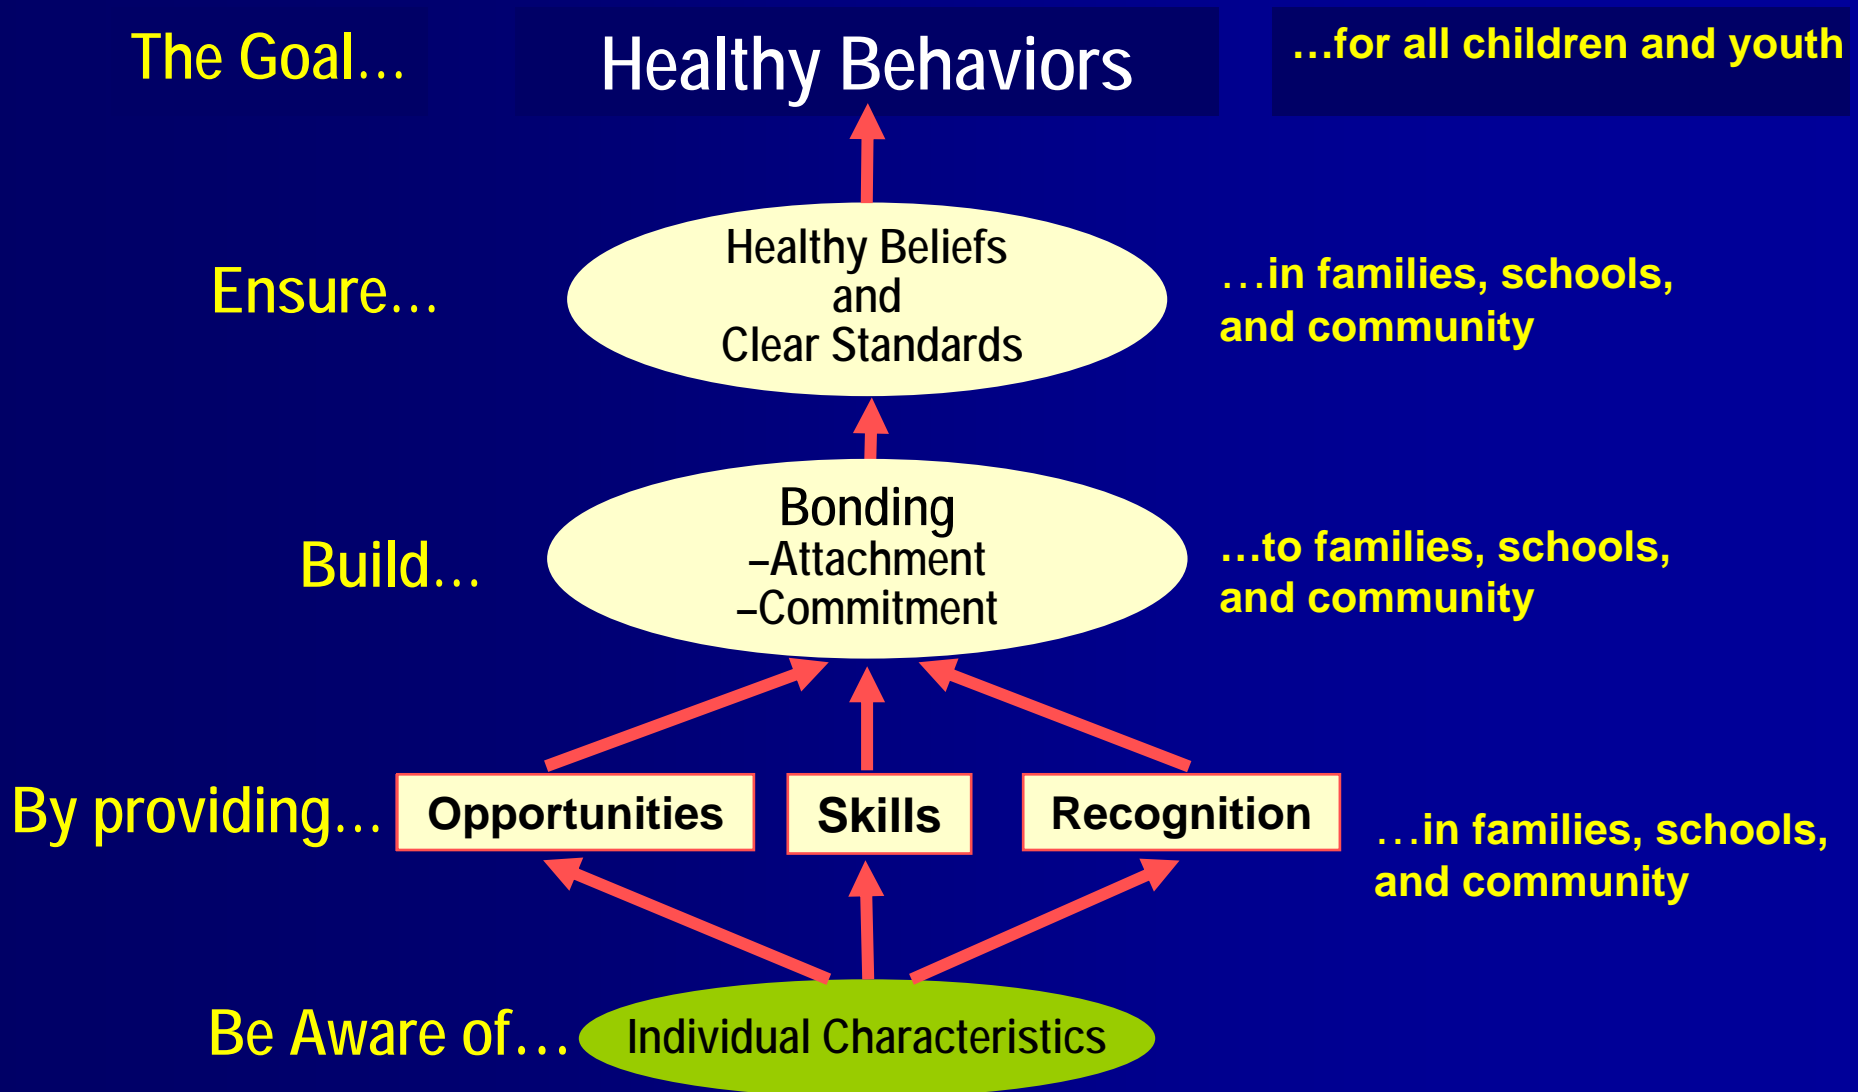 The Goal…
Healthy Behaviors
…for all children and youth
Ensure…
Healthy Beliefs
and
Clear Standards
…in families, schools,
and community
Build…
Bonding
–Attachment
–Commitment
…to families, schools,
and community
By providing…
Opportunities
Skills
Recognition
…in families, schools,
and community
Be Aware of…
Individual Characteristics